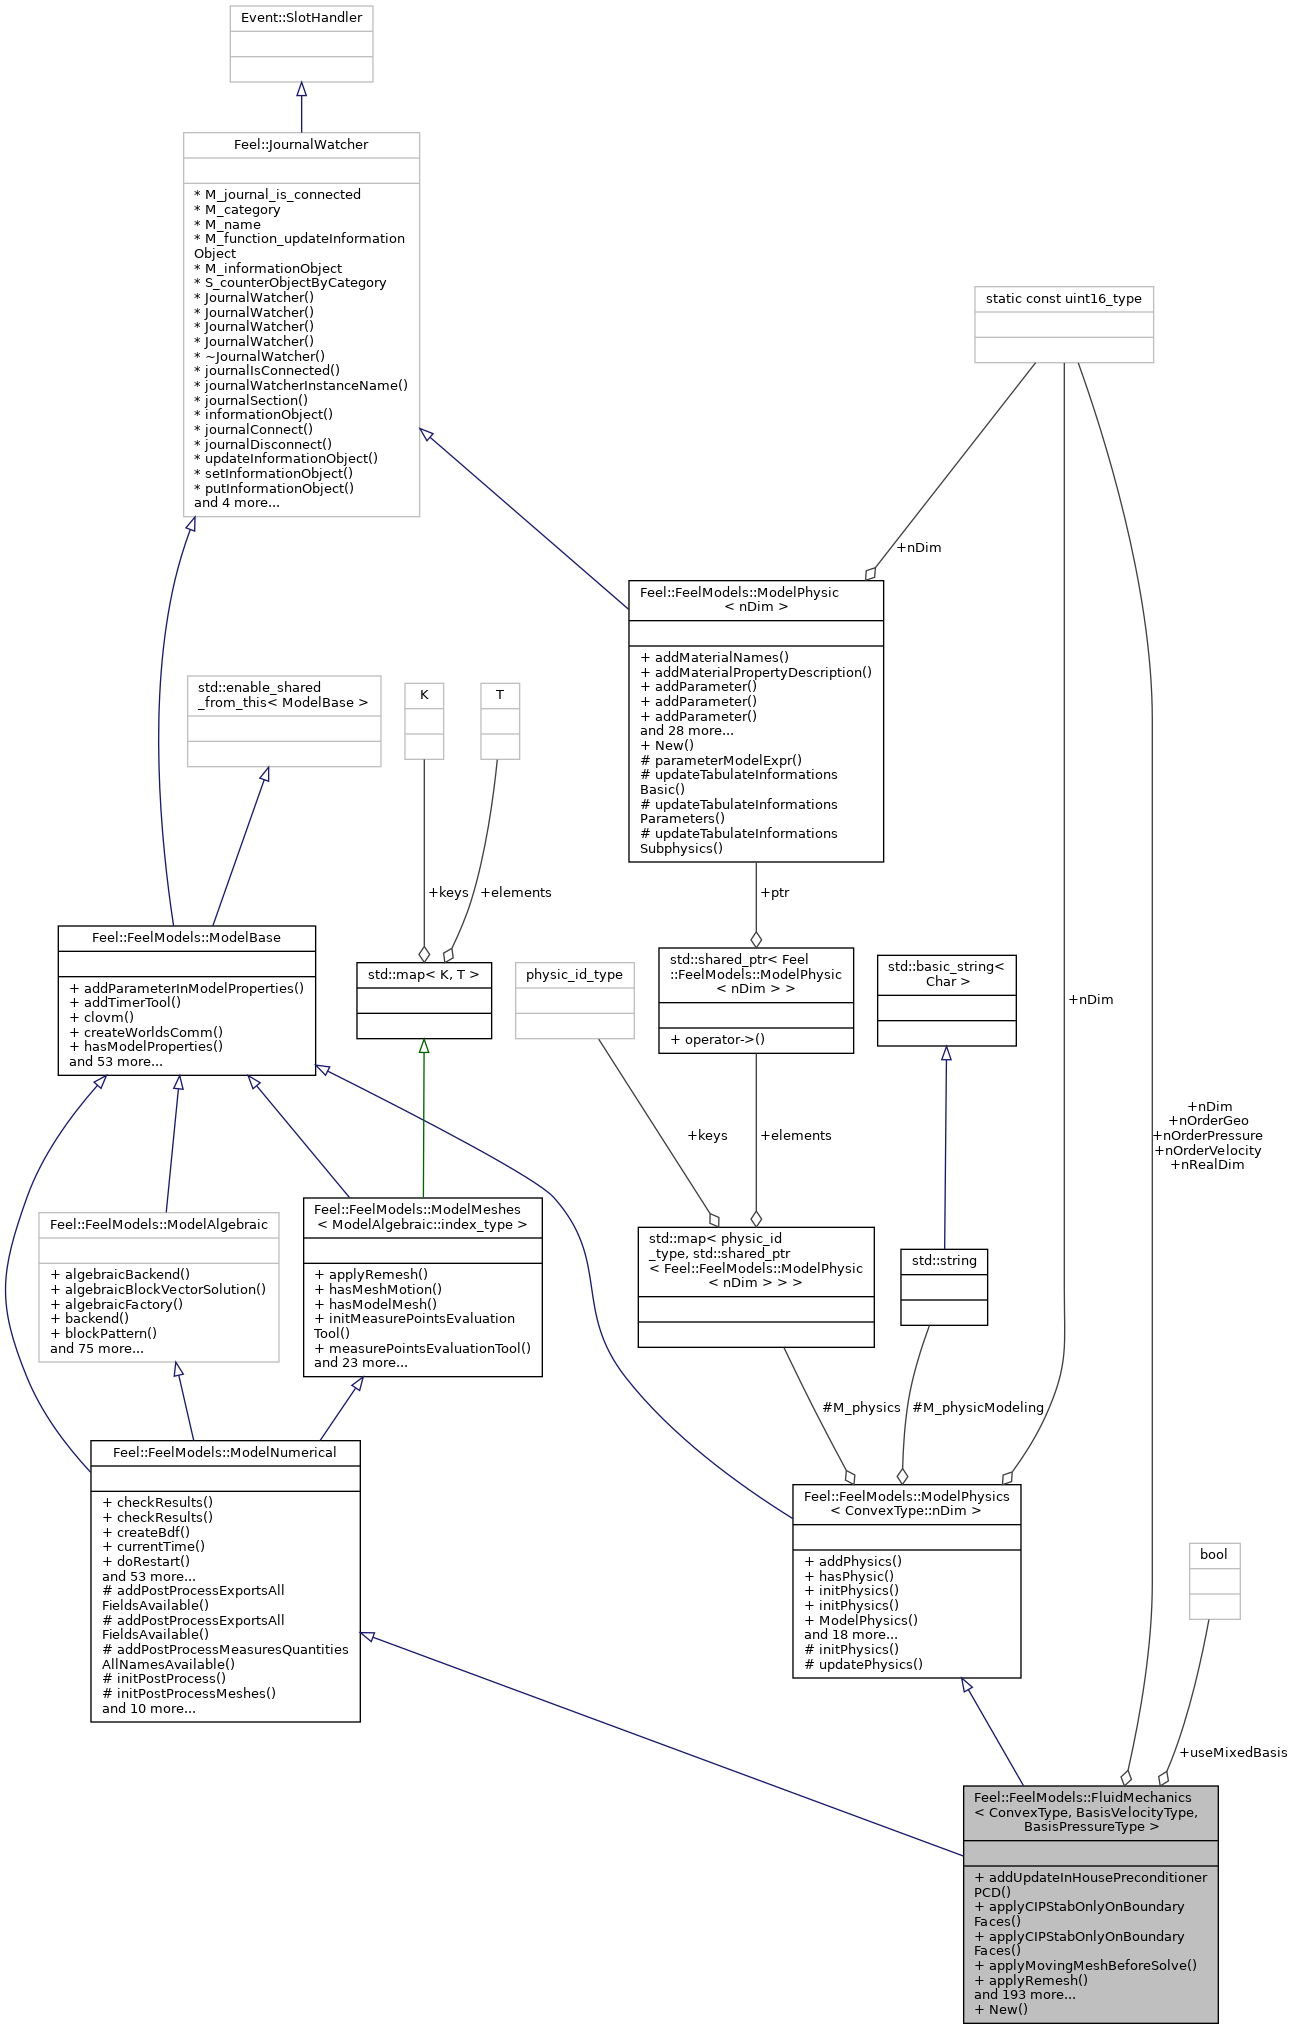 Event::SlotHandler
Feel::JournalWatcher
* M_journal_is_connected
* M_category
* M_name
* M_function_updateInformation
Object
* M_informationObject
* S_counterObjectByCategory
* JournalWatcher()
* JournalWatcher()
* JournalWatcher()
* JournalWatcher()
* ~JournalWatcher()
* journalIsConnected()
* journalWatcherInstanceName()
* journalSection()
* informationObject()
* journalConnect()
* journalDisconnect()
* updateInformationObject()
* setInformationObject()
* putInformationObject()
and 4 more...
static const uint16_type
+nDim
Feel::FeelModels::ModelPhysic
< nDim >
+ addMaterialNames()
+ addMaterialPropertyDescription()
+ addParameter()
+ addParameter()
+ addParameter()
and 28 more...
+ New()
# parameterModelExpr()
# updateTabulateInformations
Basic()
# updateTabulateInformations
Parameters()
# updateTabulateInformations
Subphysics()
std::enable_shared
_from_this< ModelBase >
K
T
+keys
+elements
+ptr
Feel::FeelModels::ModelBase
+ addParameterInModelProperties()
+ addTimerTool()
+ clovm()
+ createWorldsComm()
+ hasModelProperties()
and 53 more...
std::map< K, T >
physic_id_type
std::shared_ptr< Feel
::FeelModels::ModelPhysic
< nDim > >
+ operator->()
std::basic_string<
Char >
+nDim
+keys
+elements
+nDim
+nOrderGeo
+nOrderPressure
+nOrderVelocity
+nRealDim
Feel::FeelModels::ModelAlgebraic
+ algebraicBackend()
+ algebraicBlockVectorSolution()
+ algebraicFactory()
+ backend()
+ blockPattern()
and 75 more...
Feel::FeelModels::ModelMeshes
< ModelAlgebraic::index_type >
+ applyRemesh()
+ hasMeshMotion()
+ hasModelMesh()
+ initMeasurePointsEvaluation
Tool()
+ measurePointsEvaluationTool()
and 23 more...
std::map< physic_id
_type, std::shared_ptr
< Feel::FeelModels::ModelPhysic
< nDim > > >
std::string
#M_physics
#M_physicModeling
Feel::FeelModels::ModelNumerical
+ checkResults()
+ checkResults()
+ createBdf()
+ currentTime()
+ doRestart()
and 53 more...
# addPostProcessExportsAll
FieldsAvailable()
# addPostProcessExportsAll
FieldsAvailable()
# addPostProcessMeasuresQuantities
AllNamesAvailable()
# initPostProcess()
# initPostProcessMeshes()
and 10 more...
Feel::FeelModels::ModelPhysics
< ConvexType::nDim >
+ addPhysics()
+ hasPhysic()
+ initPhysics()
+ initPhysics()
+ ModelPhysics()
and 18 more...
# initPhysics()
# updatePhysics()
bool
+useMixedBasis
Feel::FeelModels::FluidMechanics
< ConvexType, BasisVelocityType,
BasisPressureType >
+ addUpdateInHousePreconditioner
PCD()
+ applyCIPStabOnlyOnBoundary
Faces()
+ applyCIPStabOnlyOnBoundary
Faces()
+ applyMovingMeshBeforeSolve()
+ applyRemesh()
and 193 more...
+ New()